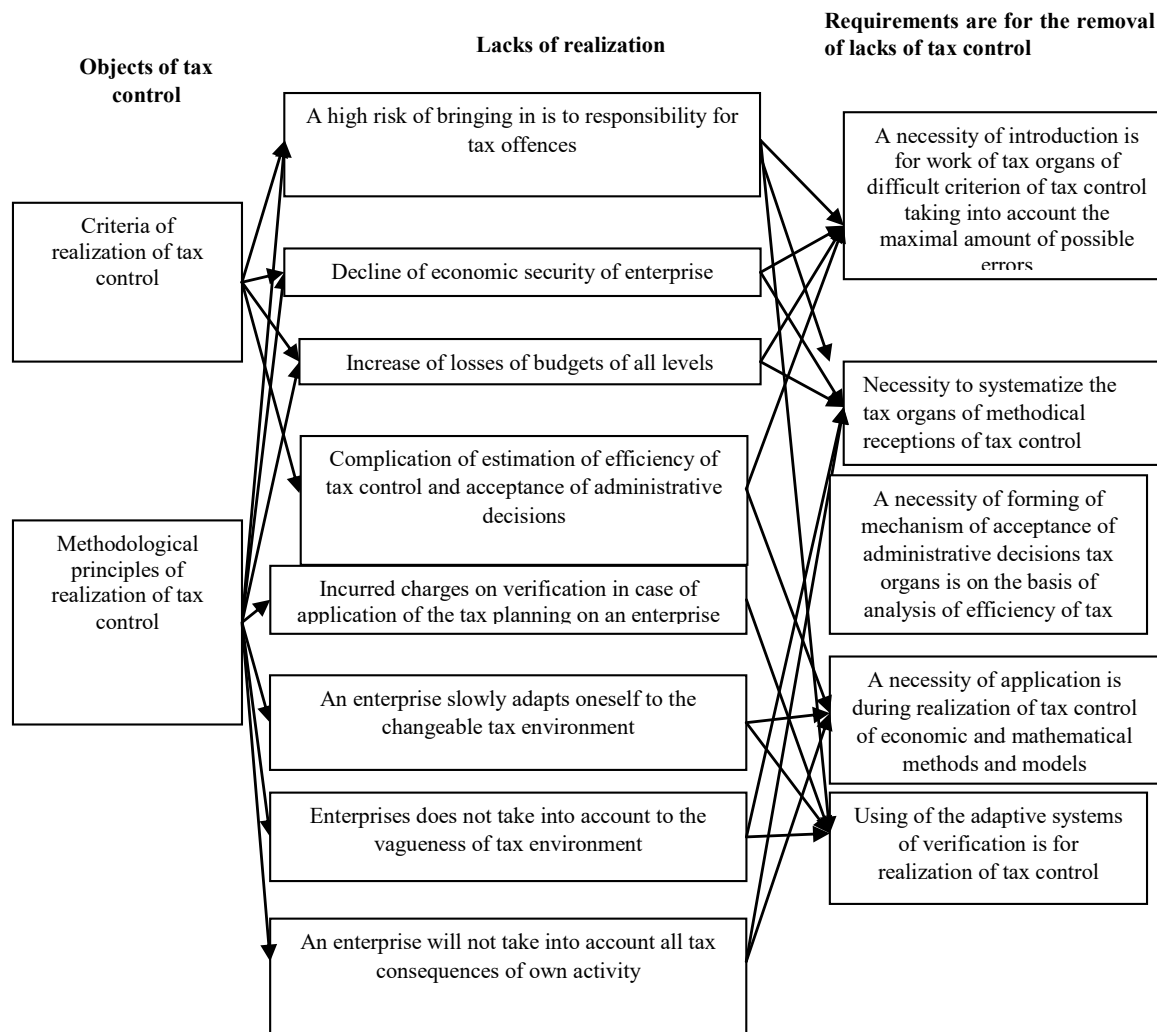 Objects of tax
control
Criteria of
realization of tax
control
Methodological
principles of
realization of tax
control
Lacks of realization
A high risk of bringing in is to responsibility for
tax offences
Decline of economic security of enterprise
Increase of losses of budgets of all levels
Complication of estimation of efficiency of
tax control and acceptance of administrative
decisions
Incurred charges on verification in case of
application of the tax planning on an enterprise
An enterprise slowly adapts oneself to the
changeable tax environment
Enterprises does not take into account to the
vagueness of tax environment
An enterprise will not take into account all tax
consequences of own activity
Requirements are for the removal
of lacks of tax control
A necessity of introduction is
for work of tax organs of
difficult criterion of tax control
taking into account the
maximal amount of possible
errors
Necessity to systematize the
tax organs of methodical
receptions of tax control
A necessity of forming of
mechanism of acceptance of
administrative decisions tax
organs is on the basis of
analysis of efficiency of tax
A necessity of application is
during realization of tax control
of economic and mathematical
methods and models
Using of the adaptive systems
of verification is for
realization of tax control